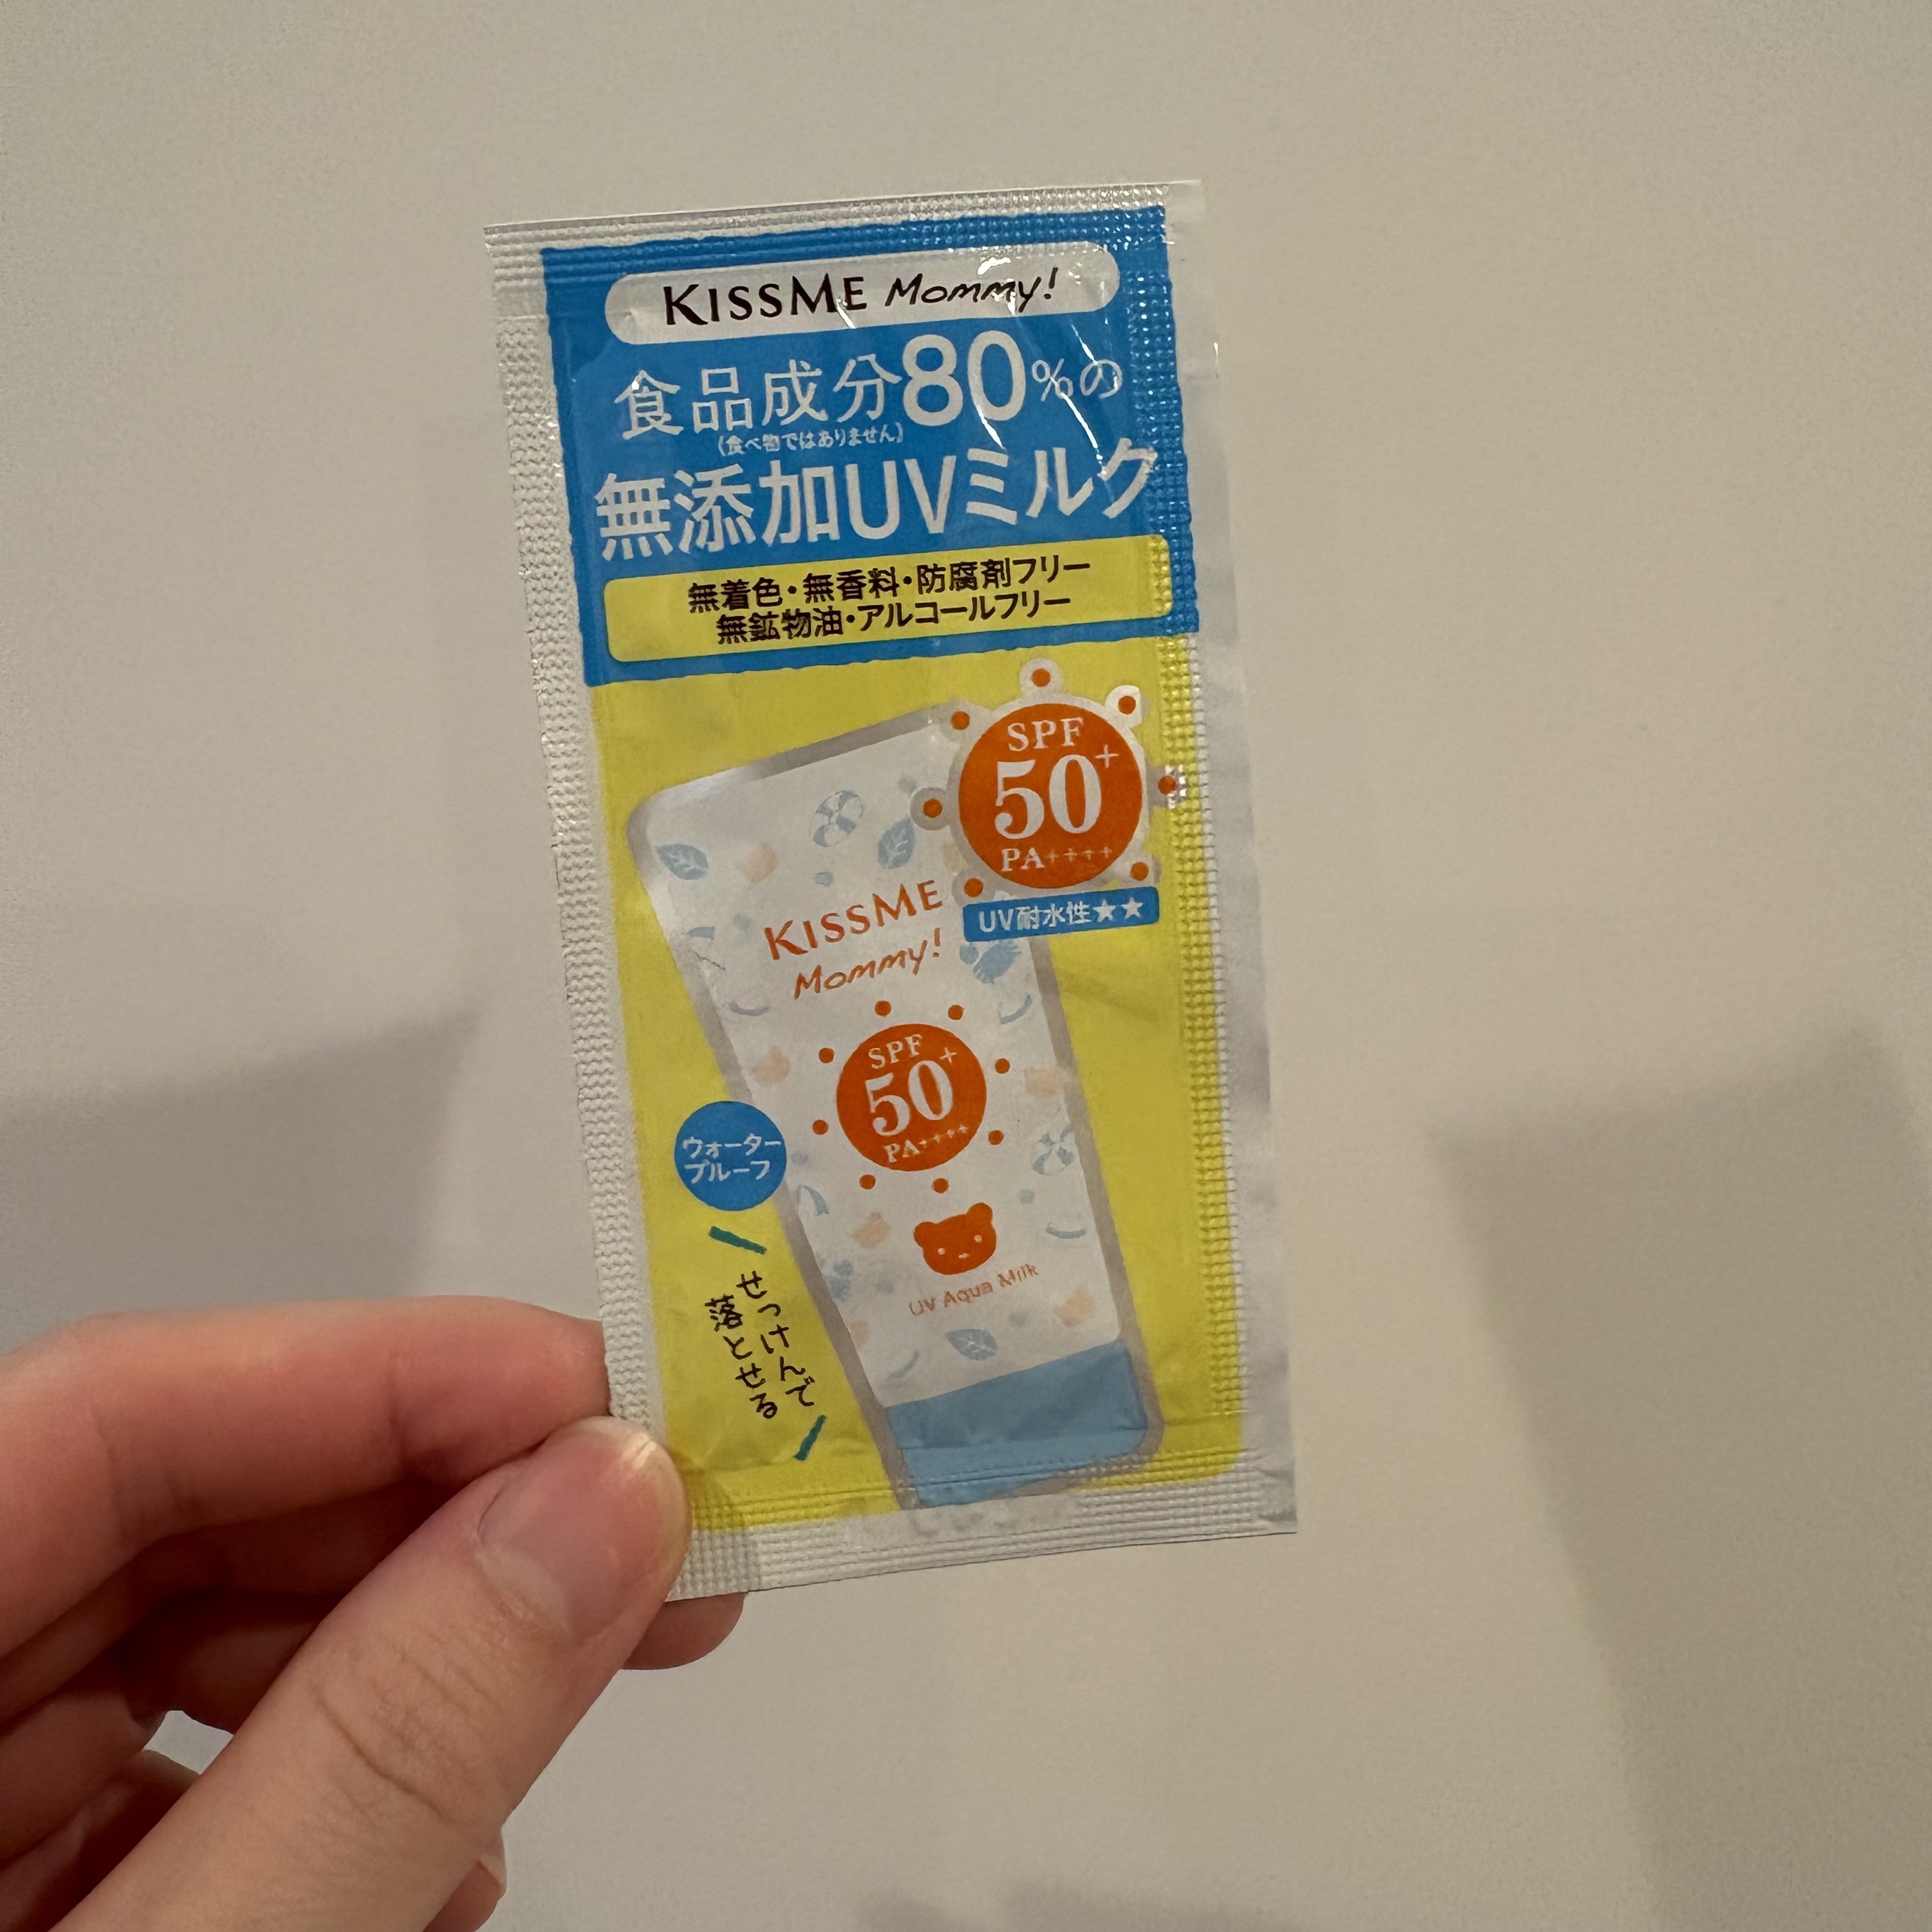 KISSME Mommy!
食品成分80%の
(食べ物ではありません)
無添加UVミルク
無着色・無香料・防腐剤フリー
無鉱物油・アルコールフリー
SPF
50+
PA++++
UV耐水性★★
KISSME
Mommy!
SPF
50+
PA++++
UV Aqua Milk
ウォーター
プルーフ
せっけんで
落とせる